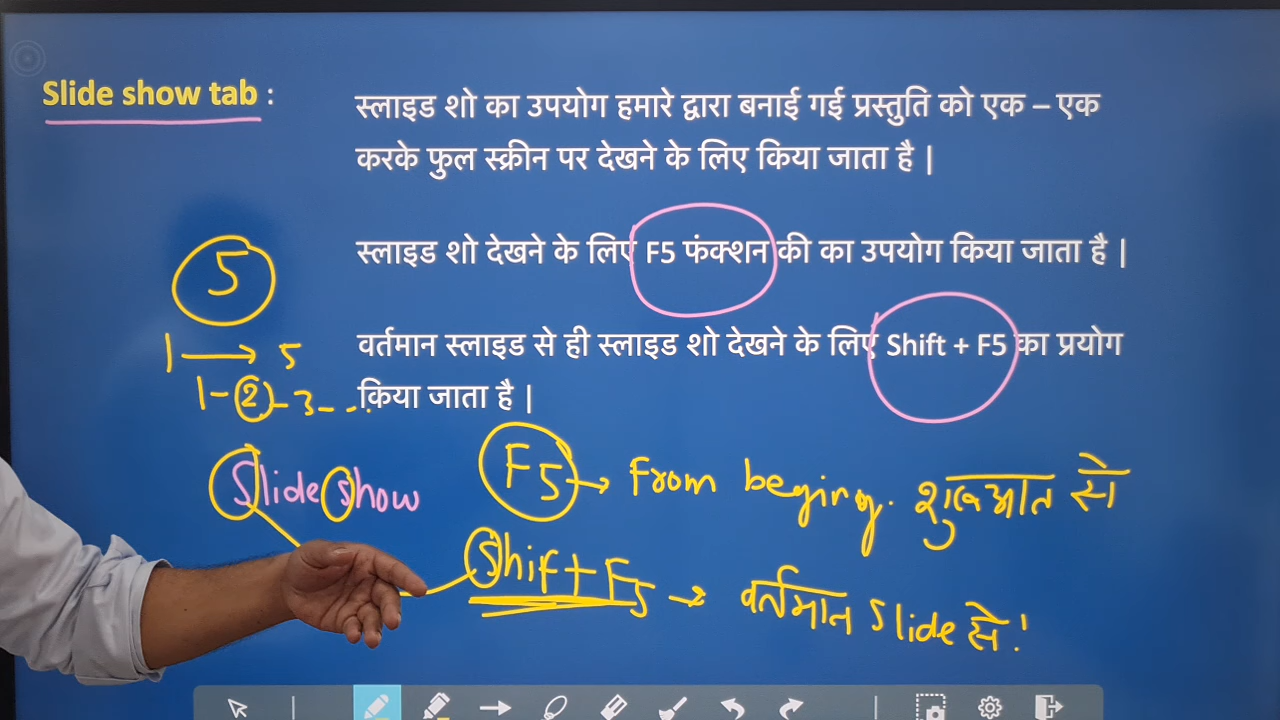 Slide show tab :
स्लाइड शो का उपयोग हमारे द्वारा बनाई गई प्रस्तुति को एक – एक
करके फुल स्क्रीन पर देखने के लिए किया जाता है |
स्लाइड शो देखने के लिए F5 फंक्शन की का उपयोग किया जाता है |
वर्तमान स्लाइड से ही स्लाइड शो देखने के लिए Shift + F5 का प्रयोग
किया जाता है |
5
1 → 5
1-2-3--..
Slide show
F5 → From beging. शुरूआत से
Shif+F5 → वर्तमान Slide से!